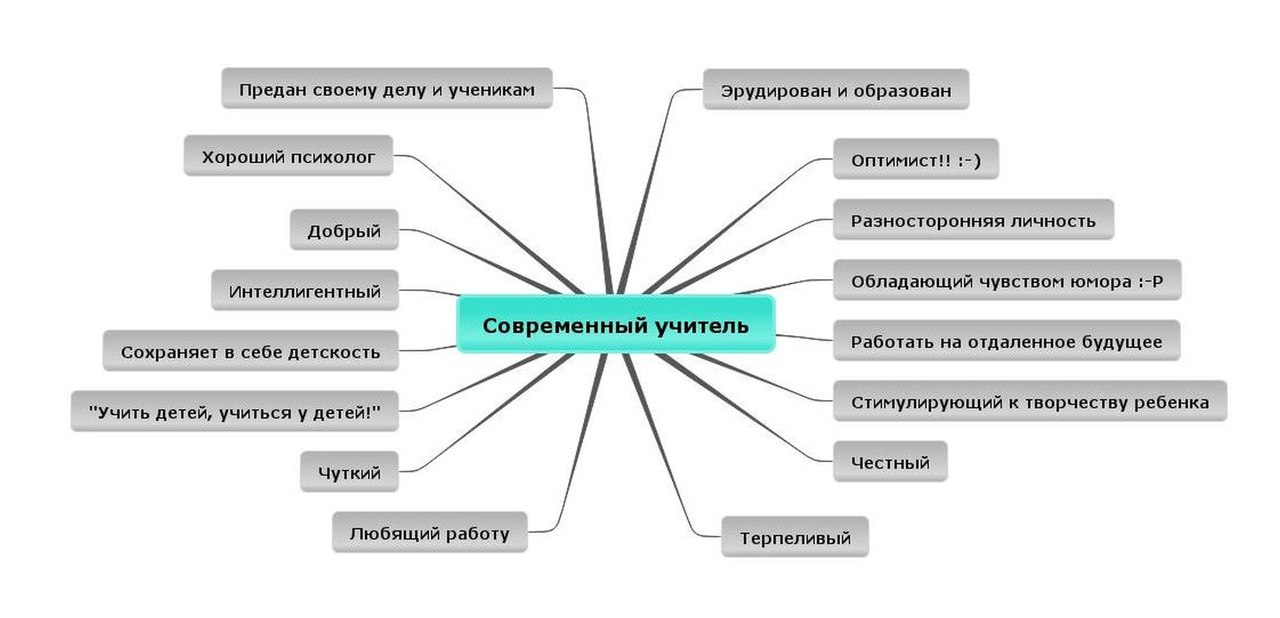 Предан своему делу и ученикам
Эрудирован и образован
Хороший психолог
Оптимист!! :-)
Добрый
Разносторонняя личность
Интеллигентный
Обладающий чувством юмора :-P
Современный учитель
Сохраняет в себе детскость
Работать на отдаленное будущее
"Учить детей, учиться у детей!"
Стимулирующий к творчеству ребенка
Чуткий
Честный
Любящий работу
Терпеливый